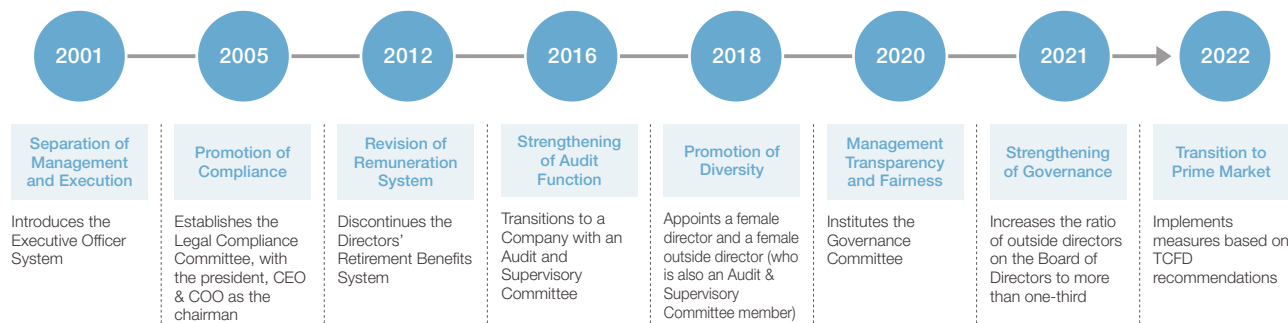 2001
2005
2012
2016
2018
2020
2021
2022
Separation of
Management
and Execution
Promotion of
Compliance
Revision of
Remuneration
System
Strengthening
of Audit
Function
Promotion of
Diversity
Management
Transparency
and Fairness
Strengthening
of Governance
Transition to
Prime Market
Introduces the
Executive Officer
System
Establishes the
Legal Compliance
Committee, with
the president, CEO
& COO as the
chairman
Discontinues the
Directors'
Retirement Benefits
System
Transitions to a
Company with an
Audit and
Supervisory
Committee
Appoints a female
director and a female
outside director (who
is also an Audit &
Supervisory
Committee member)
Institutes the
Governance
Committee
Increases the ratio
of outside directors
on the Board of
Directors to more
than one-third
Implements
measures based on
TCFD
recommendations